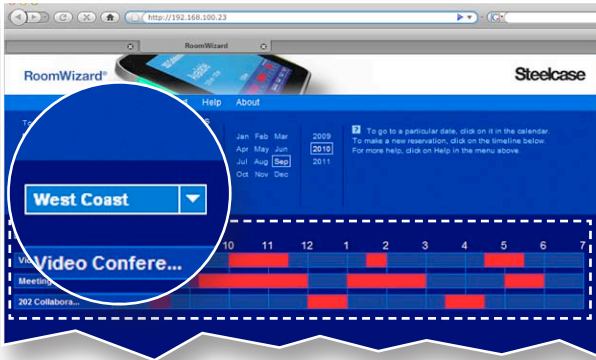 http://192.168.100.23
RoomWizard
RoomWizard®
Steelcase
Help About
Jan Feb Mar 2009
Apr May Jun 2010
Jul Aug Sep 2011
Oct Nov Dec
? To go to a particular date, click on it in the calendar.
To make a new reservation, click on the timeline below.
For more help, click on Help in the menu above.
West Coast
10 11 12 1 2 3 4 5 6 7
Video Confere...
Meeting
202 Collabora...